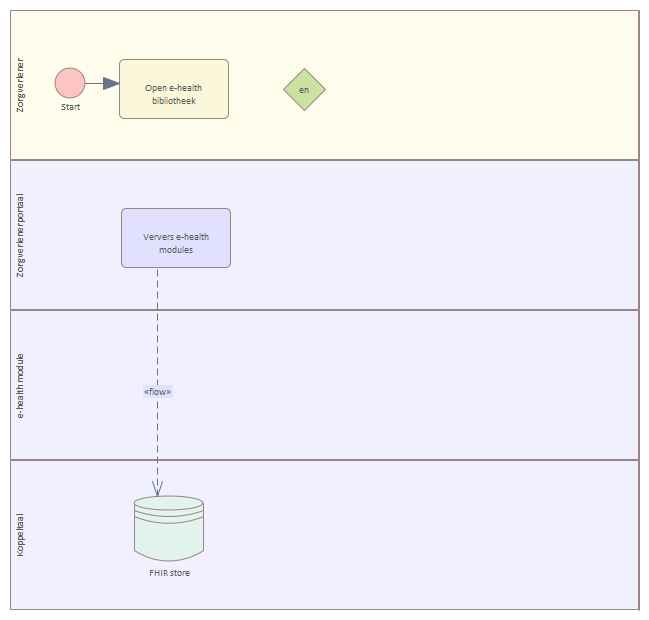 Zorgverlener
Start
Open e-health
bibliotheek
en
Zorgverlenerportaal
Ververs e-health
modules
e-health module
«flow»
Koppeltaal
FHIR store